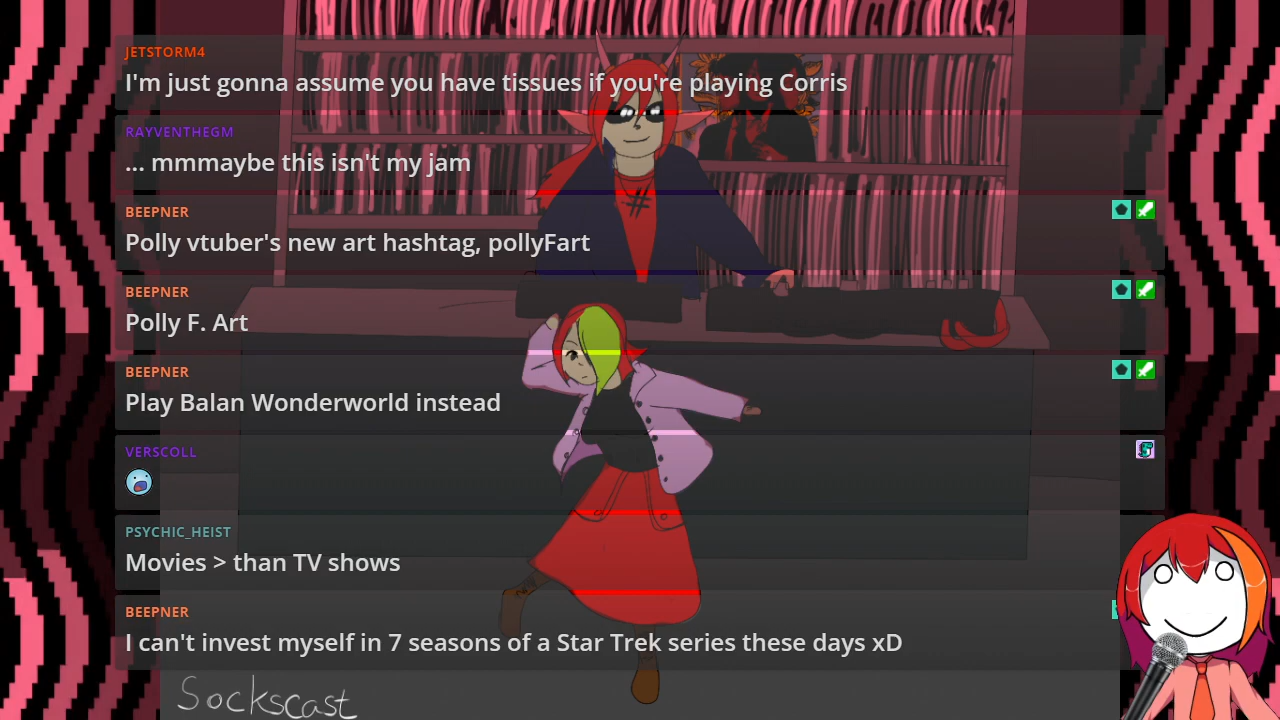 JETSTORM4
I'm just gonna assume you have tissues if you're playing Corris
RAYVENTHEGM
... mmmaybe this isn't my jam
BEEPNER
Polly vtuber's new art hashtag, pollyFart
BEEPNER
Polly F. Art
BEEPNER
Play Balan Wonderworld instead
VERSCOLL
PSYCHIC_HEIST
Movies > than TV shows
BEEPNER
I can't invest myself in 7 seasons of a Star Trek series these days xD
Sockscast